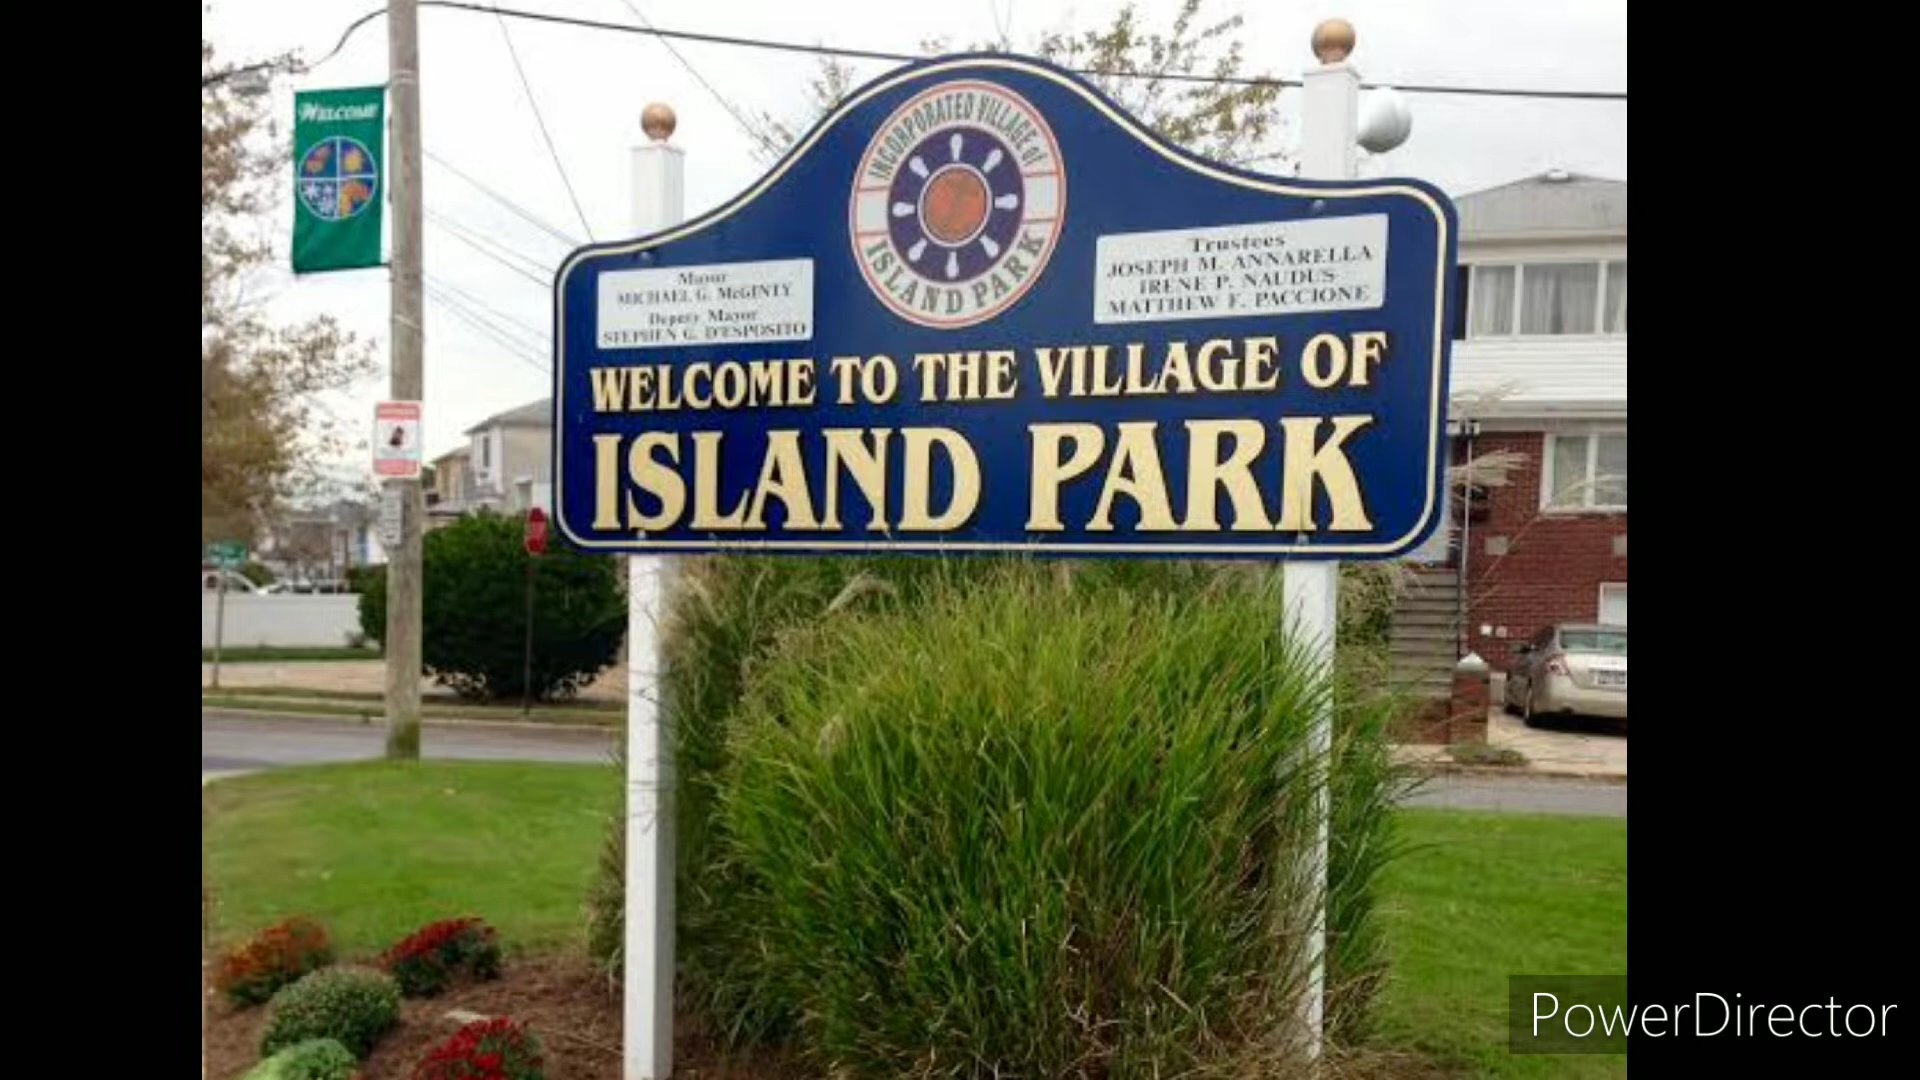 WELCOME
INCORPORATED VILLAGE of
ISLAND PARK
Mayor
MICHAEL G. McGINTY
Deputy Mayor
STEPHEN G. D'ESPOSITO
Trustees
JOSEPH M. ANNARELLA
IRENE P. NAUDUS
MATTHEW F. PACCIONE
WELCOME TO THE VILLAGE OF
ISLAND PARK
PowerDirector